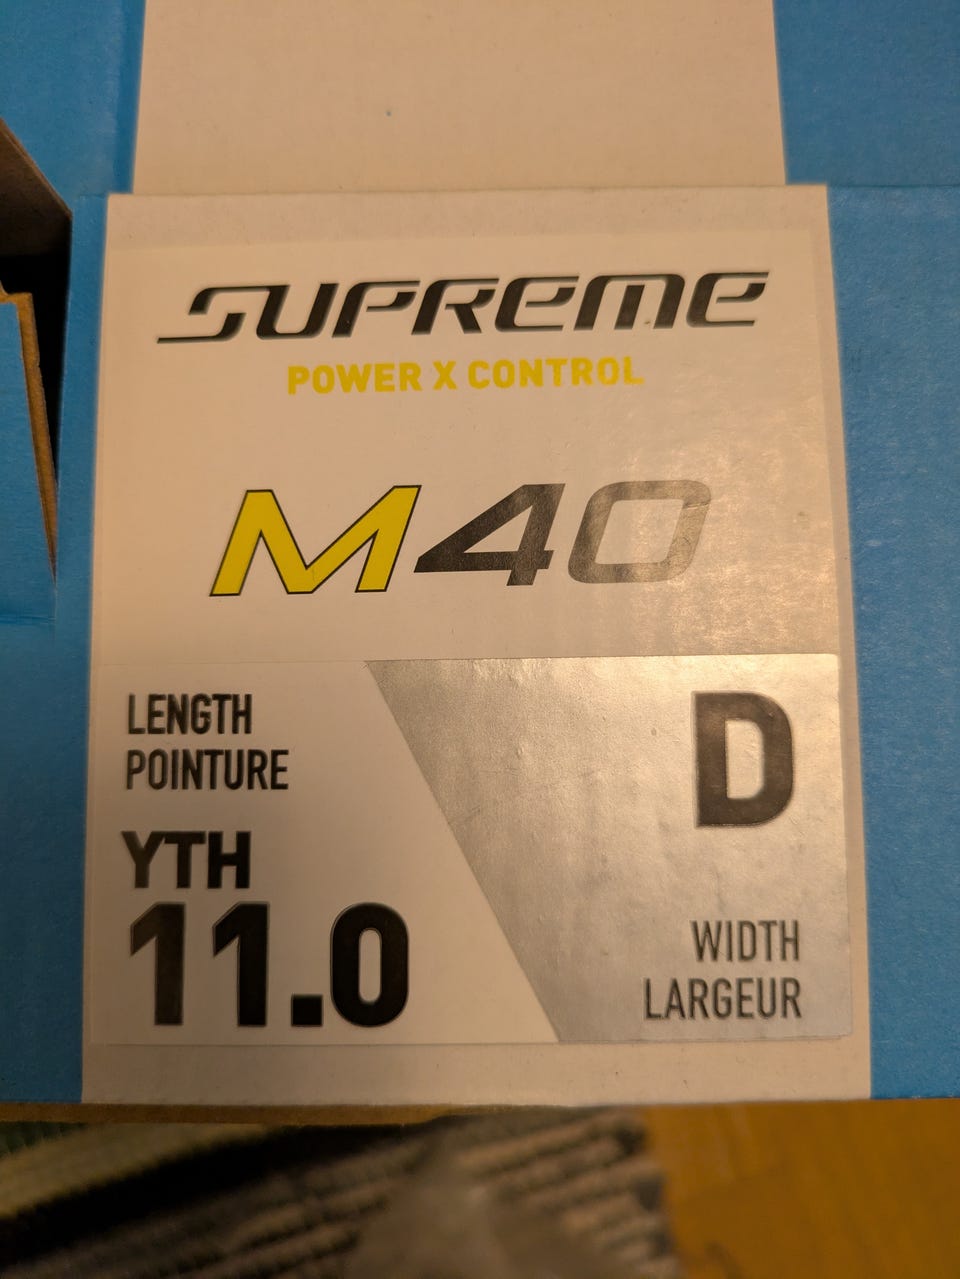 SUPREME
POWER X CONTROL
M40
LENGTH
POINTURE
YTH
11.0
D
WIDTH
LARGEUR